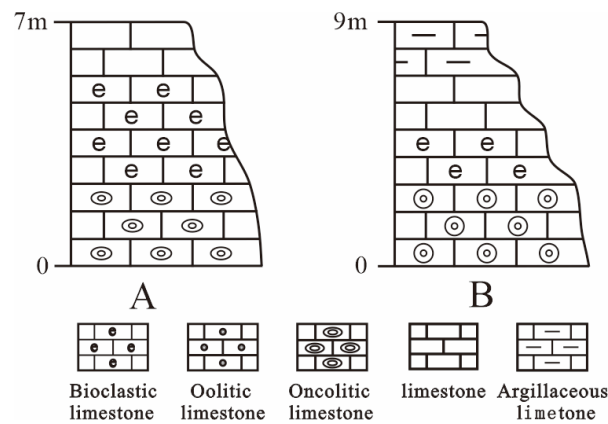 7m
9m
e e
e
e e e
e e
e e
e e
0
0
A
B
Bioclastic limestone
Oolitic limestone
Oncolitic limestone
limestone
Argillaceous limetone